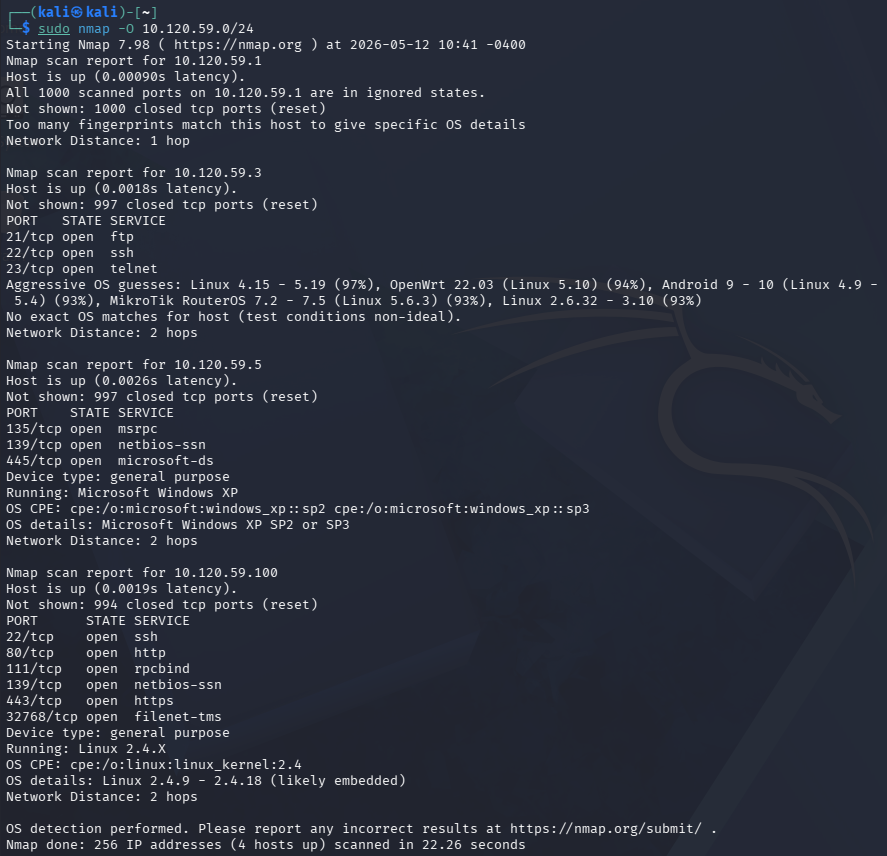 ┌──(kali㉿kali)-[~]
└─$ sudo nmap -O 10.120.59.0/24
Starting Nmap 7.98 ( https://nmap.org ) at 2026-05-12 10:41 -0400
Nmap scan report for 10.120.59.1
Host is up (0.00090s latency).
All 1000 scanned ports on 10.120.59.1 are in ignored states.
Not shown: 1000 closed tcp ports (reset)
Too many fingerprints match this host to give specific OS details
Network Distance: 1 hop

Nmap scan report for 10.120.59.3
Host is up (0.0018s latency).
Not shown: 997 closed tcp ports (reset)
PORT   STATE SERVICE
21/tcp open  ftp
22/tcp open  ssh
23/tcp open  telnet
Aggressive OS guesses: Linux 4.15 - 5.19 (97%), OpenWrt 22.03 (Linux 5.10) (94%), Android 9 - 10 (Linux 4.9 -
 5.4) (93%), MikroTik RouterOS 7.2 - 7.5 (Linux 5.6.3) (93%), Linux 2.6.32 - 3.10 (93%)
No exact OS matches for host (test conditions non-ideal).
Network Distance: 2 hops

Nmap scan report for 10.120.59.5
Host is up (0.0026s latency).
Not shown: 997 closed tcp ports (reset)
PORT    STATE SERVICE
135/tcp open  msrpc
139/tcp open  netbios-ssn
445/tcp open  microsoft-ds
Device type: general purpose
Running: Microsoft Windows XP
OS CPE: cpe:/o:microsoft:windows_xp::sp2 cpe:/o:microsoft:windows_xp::sp3
OS details: Microsoft Windows XP SP2 or SP3
Network Distance: 2 hops

Nmap scan report for 10.120.59.100
Host is up (0.0019s latency).
Not shown: 994 closed tcp ports (reset)
PORT      STATE SERVICE
22/tcp    open  ssh
80/tcp    open  http
111/tcp   open  rpcbind
139/tcp   open  netbios-ssn
443/tcp   open  https
32768/tcp open  filenet-tms
Device type: general purpose
Running: Linux 2.4.X
OS CPE: cpe:/o:linux:linux_kernel:2.4
OS details: Linux 2.4.9 - 2.4.18 (likely embedded)
Network Distance: 2 hops

OS detection performed. Please report any incorrect results at https://nmap.org/submit/ .
Nmap done: 256 IP addresses (4 hosts up) scanned in 22.26 seconds